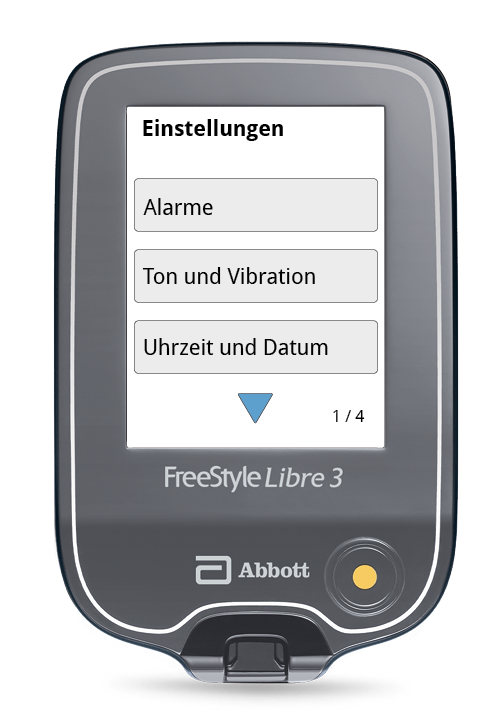 Einstellungen
Alarme
Ton und Vibration
Uhrzeit und Datum
1 / 4
FreeStyle Libre 3
Abbott